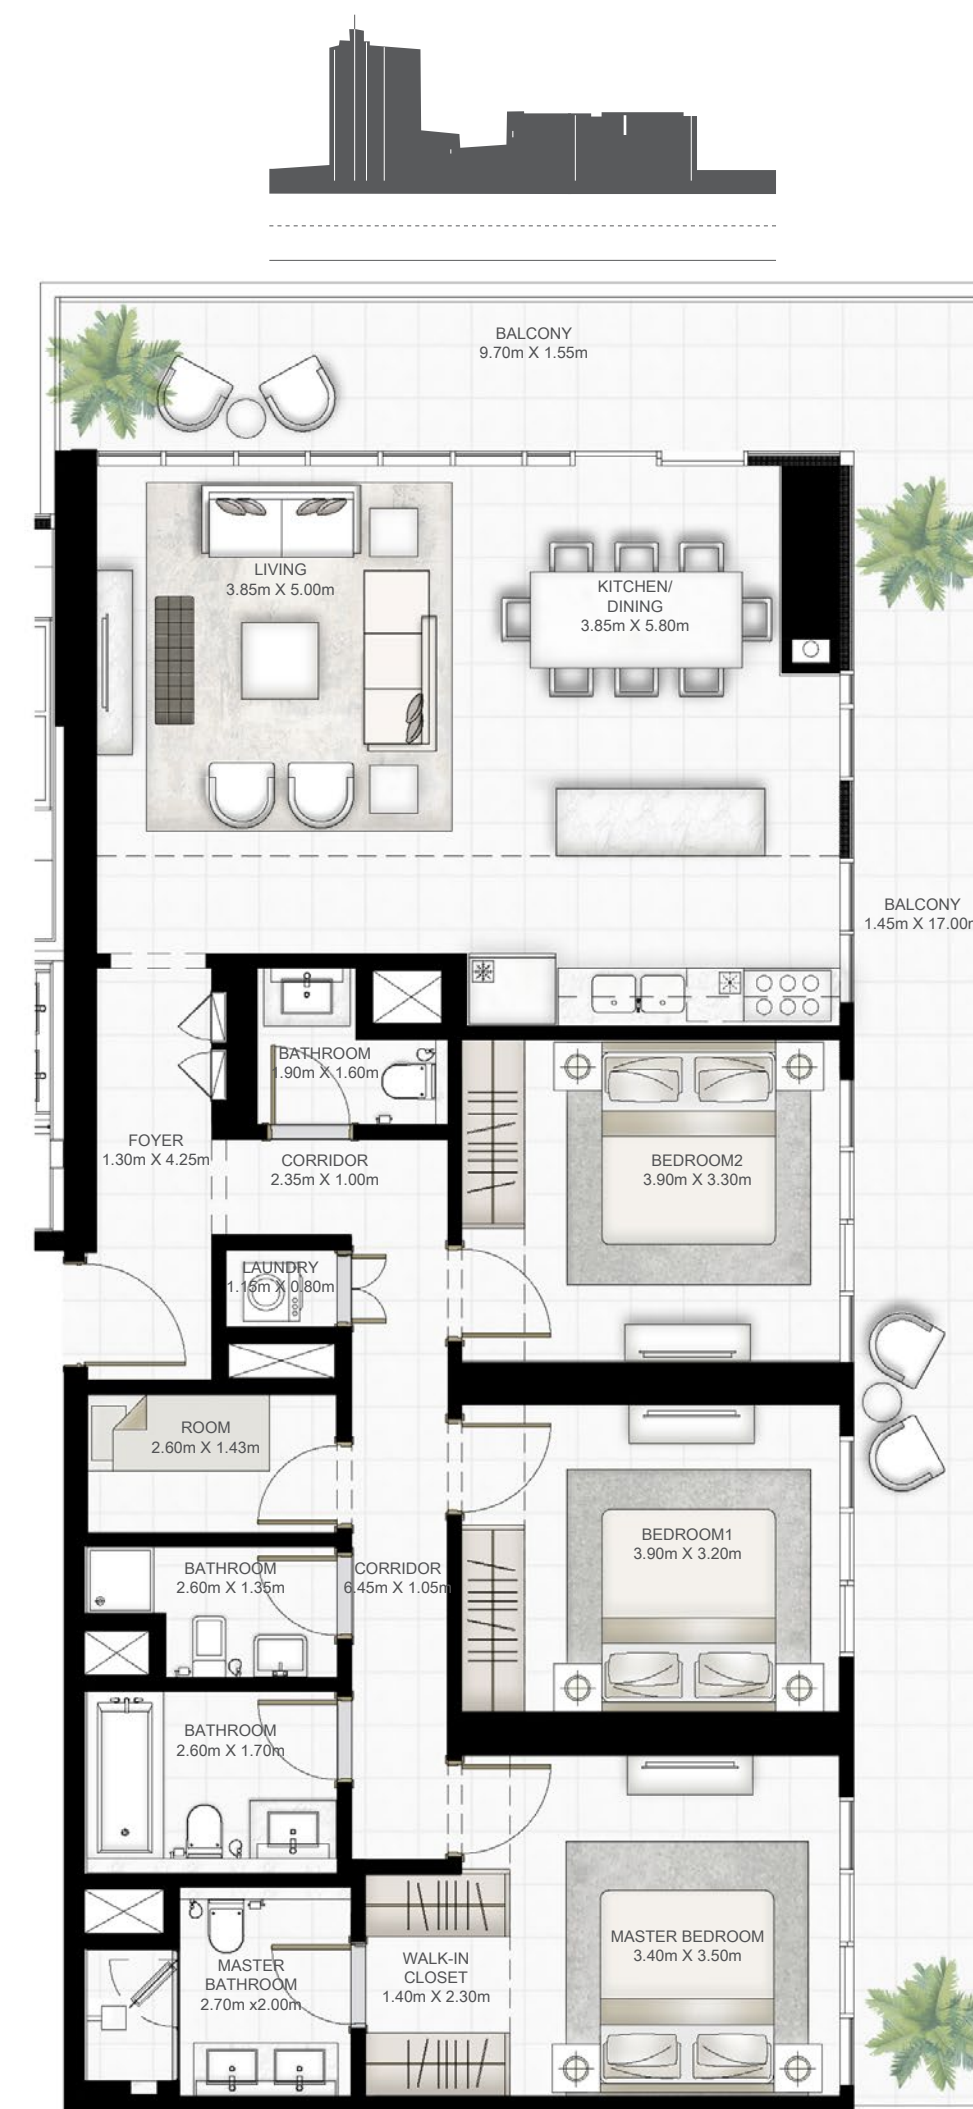 BALCONY
9.70m X 1.55m
LIVING
3.85m X 5.00m
KITCHEN/
DINING
3.85m X 5.80m
BALCONY
1.45m X 17.00m
BATHROOM
1.90m X 1.60m
FOYER
1.30m X 4.25m
CORRIDOR
2.35m X 1.00m
BEDROOM2
3.90m X 3.30m
LAUNDRY
1.15m X 0.80m
ROOM
2.60m X 1.43m
BEDROOM1
3.90m X 3.20m
BATHROOM
2.60m X 1.35m
CORRIDOR
6.45m X 1.05m
BATHROOM
2.60m X 1.70m
MASTER BEDROOM
3.40m X 3.50m
WALK-IN
CLOSET
1.40m X 2.30m
MASTER
BATHROOM
2.70m x2.00m